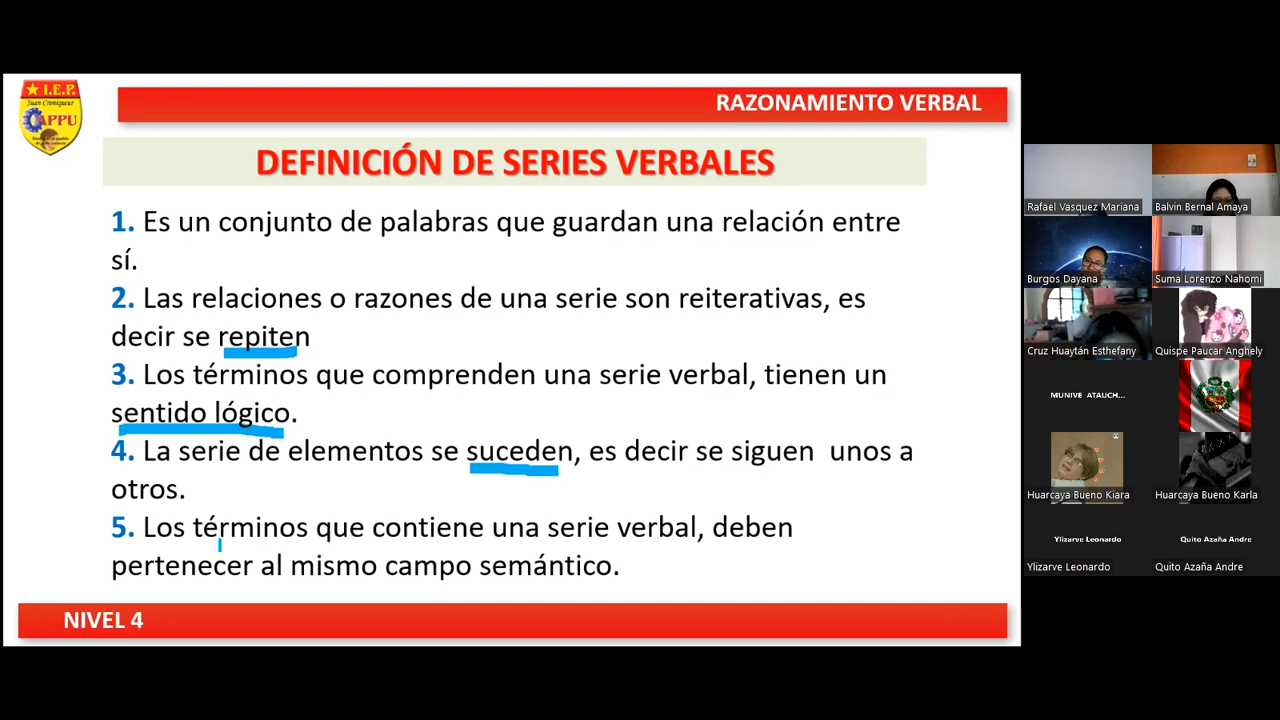 I.E.P.
Juan Croniqueur
APPU
RAZONAMIENTO VERBAL
DEFINICIÓN DE SERIES VERBALES
1. Es un conjunto de palabras que guardan una relación entre
sí.
2. Las relaciones o razones de una serie son reiterativas, es
decir se repiten
3. Los términos que comprenden una serie verbal, tienen un
sentido lógico.
4. La serie de elementos se suceden, es decir se siguen unos a
otros.
5. Los términos que contiene una serie verbal, deben
pertenecer al mismo campo semántico.
NIVEL 4
Rafael Vasquez Mariana
Balvin Bernal Amaya
Burgos Dayana
Suma Lorenzo Nahomi
Cruz Huaytán Esthefany
Quispe Paucar Anghely
MUNIVE ATAUCH...
Huarcaya Bueno Kiara
Huarcaya Bueno Karla
Ylizarve Leonardo
Quito Azaña Andre
Ylizarve Leonardo
Quito Azaña Andre